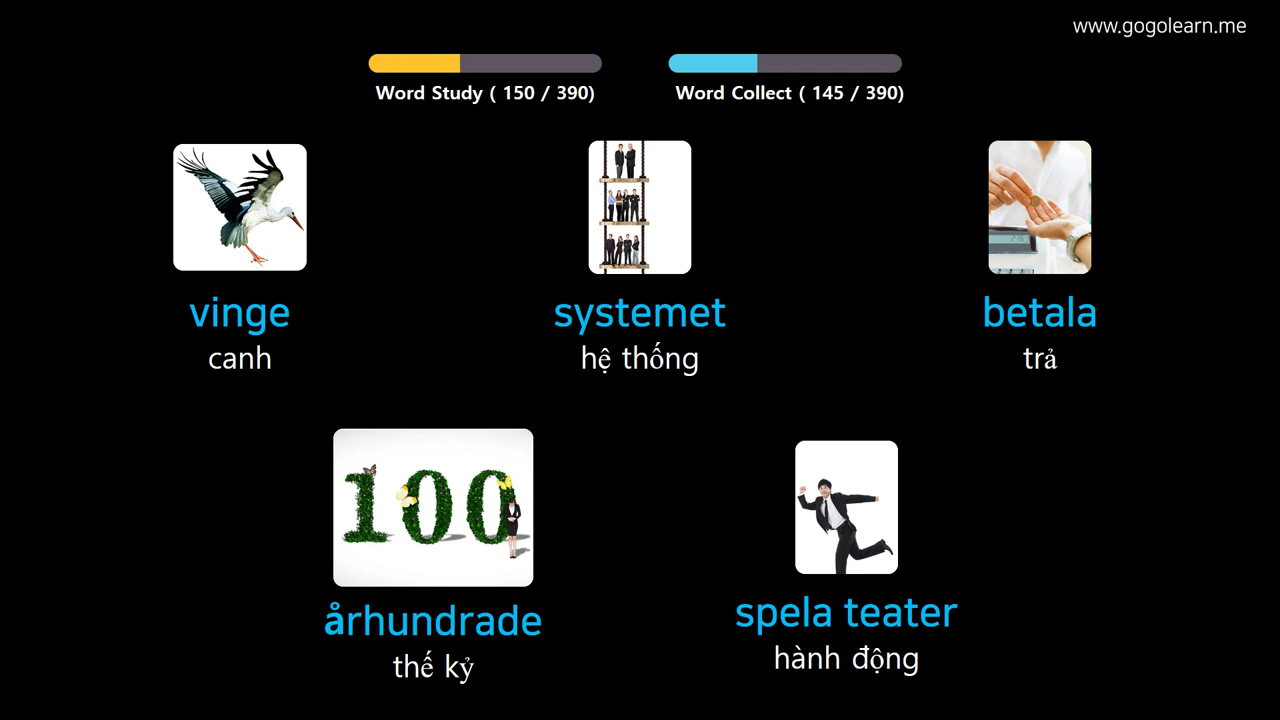 www.gogolearn.me
Word Study ( 150 / 390)
Word Collect ( 145 / 390)
vinge
canh
systemet
hệ thống
betala
trả
århundrade
thế kỷ
spela teater
hành động